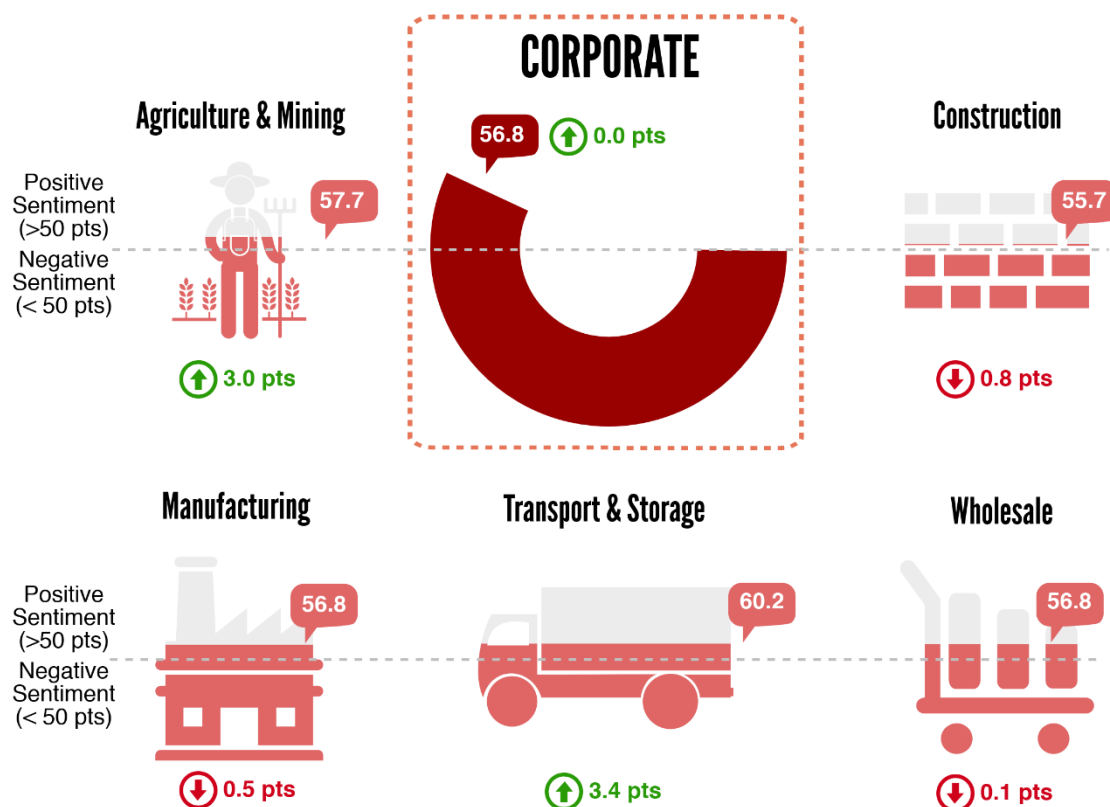 CORPORATE
56.8
0.0 pts
Agriculture & Mining
Construction
Positive
Sentiment
(>50 pts)
Negative
Sentiment
(< 50 pts)
57.7
55.7
3.0 pts
0.8 pts
Manufacturing
Transport & Storage
Wholesale
Positive
Sentiment
(>50 pts)
Negative
Sentiment
(< 50 pts)
56.8
60.2
56.8
0.5 pts
3.4 pts
0.1 pts